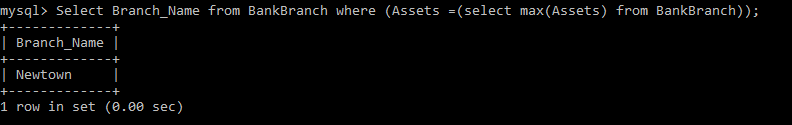 mysql> Select Branch_Name from BankBranch where (Assets =(select max(Assets) from BankBranch));
+-------------+
| Branch_Name |
+-------------+
| Newtown     |
+-------------+
1 row in set (0.00 sec)